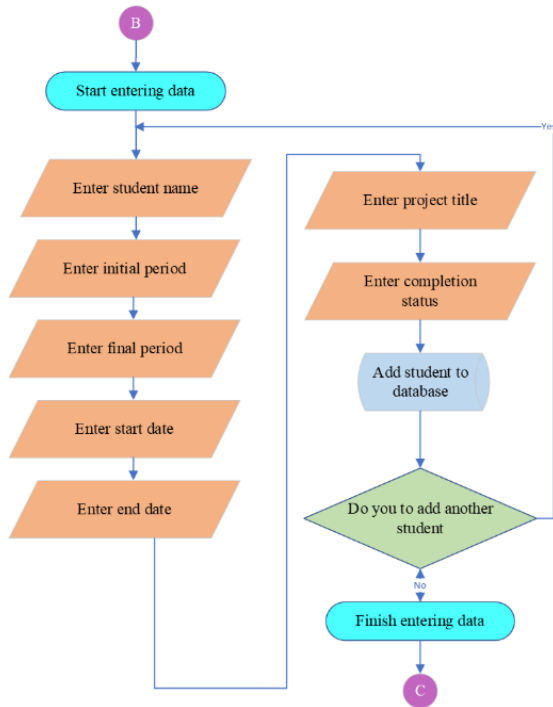 B
Start entering data
Yes
Enter student name
Enter initial period
Enter final period
Enter start date
Enter end date
Enter project title
Enter completion
status
Add student to
database
Do you to add another
student
No
Finish entering data
C